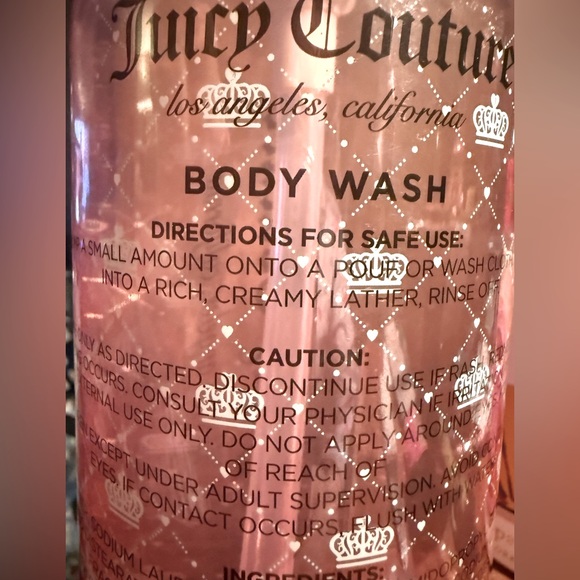 Juicy Couture
los angeles, california
BODY WASH
DIRECTIONS FOR SAFE USE:
A SMALL AMOUNT ONTO A POUF OR WASH
INTO A RICH, CREAMY LATHER, RINSE
CAUTION:
AS DIRECTED. DISCONTINUE USE IF
OCCURS. CONSULT YOUR PHYSICIAN IF
USE ONLY. DO NOT APPLY AROUND
OF REACH OF
EXCEPT UNDER ADULT SUPERVISION. AVOID
EYES, IF CONTACT OCCURS, FLUSH WITH
INGREDIENTS:
SODIUM